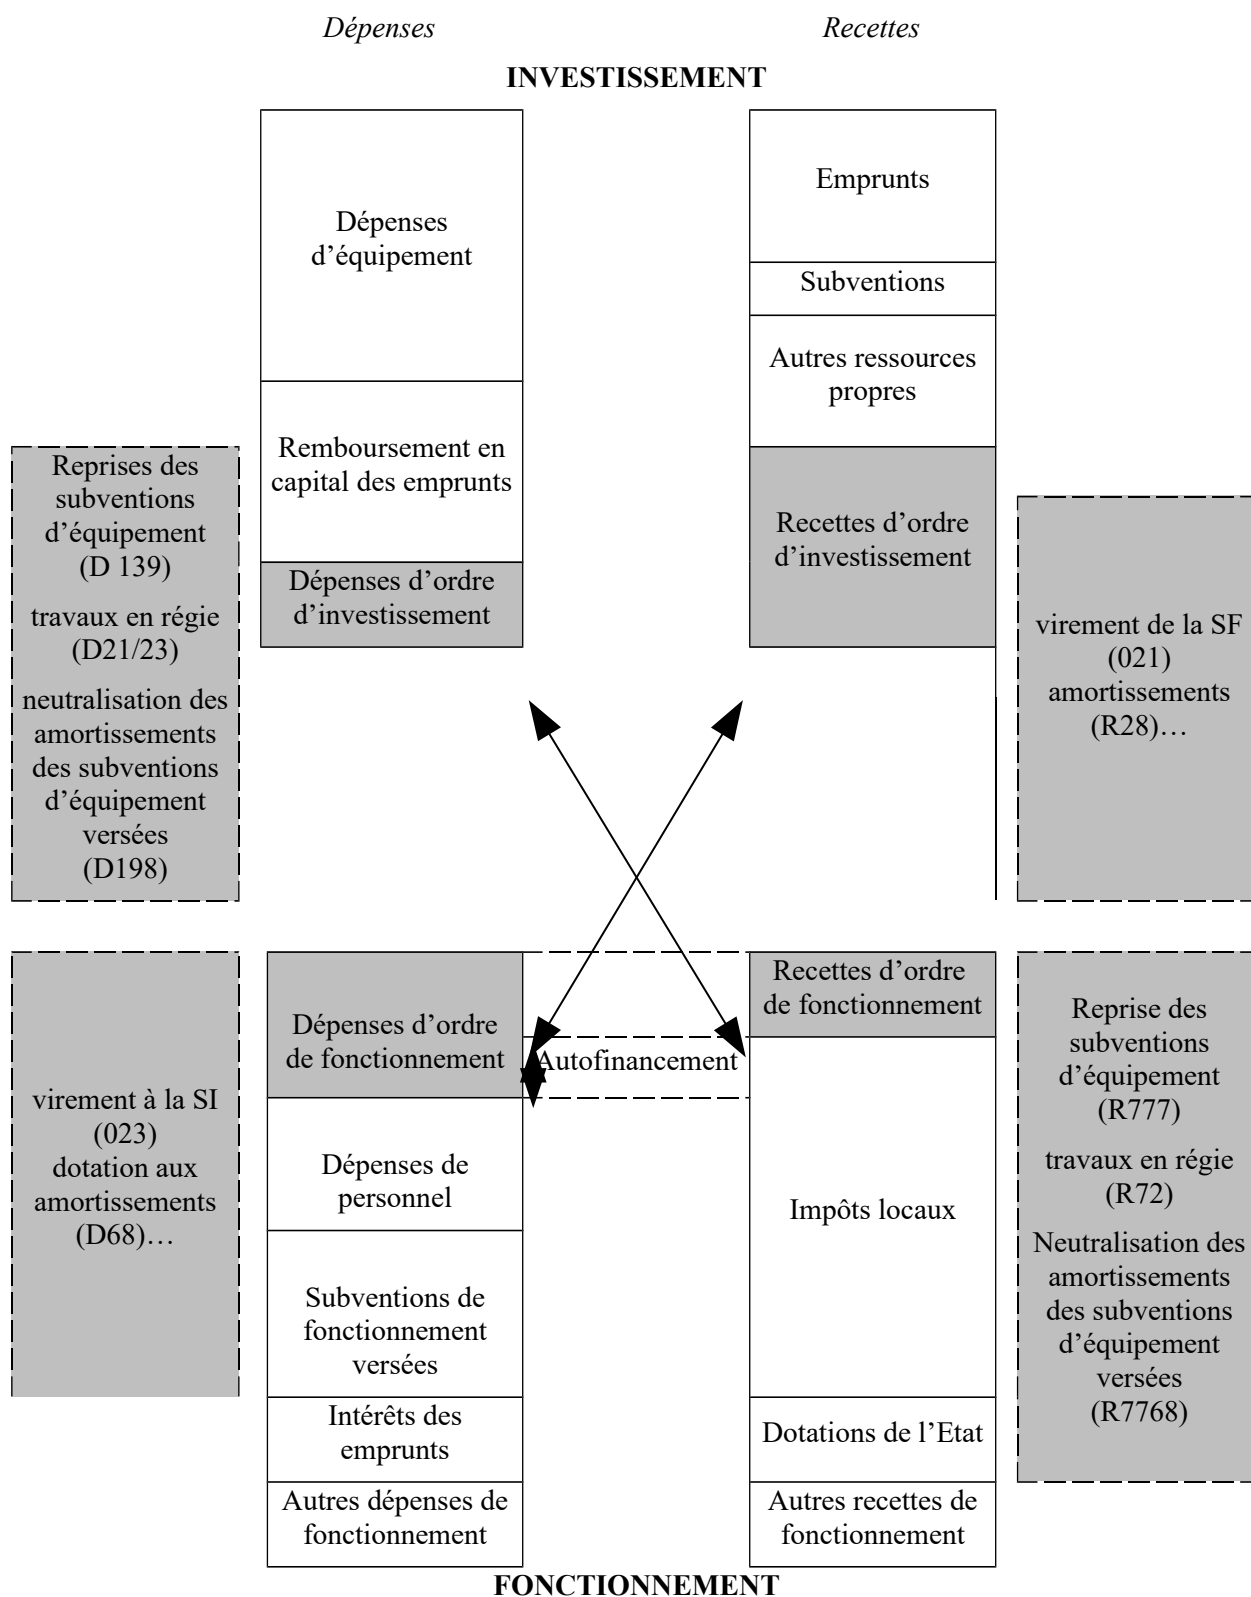 Dépenses
Recettes
INVESTISSEMENT
Dépenses
d’équipement
Remboursement en
capital des emprunts
Dépenses d’ordre
d’investissement
Emprunts
Subventions
Autres ressources
propres
Recettes d’ordre
d’investissement
Reprises des
subventions
d’équipement
(D 139)
travaux en régie
(D21/23)
neutralisation des
amortissements
des subventions
d’équipement
versées
(D198)
virement de la SF
(021)
amortissements
(R28)…
virement à la SI
(023)
dotation aux
amortissements
(D68)…
Dépenses d’ordre
de fonctionnement
Dépenses de
personnel
Subventions de
fonctionnement
versées
Intérêts des
emprunts
Autres dépenses de
fonctionnement
Autofinancement
Recettes d’ordre
de fonctionnement
Impôts locaux
Dotations de l’Etat
Autres recettes de
fonctionnement
Reprise des
subventions
d’équipement
(R777)
travaux en régie
(R72)
Neutralisation des
amortissements
des subventions
d’équipement
versées
(R7768)
FONCTIONNEMENT